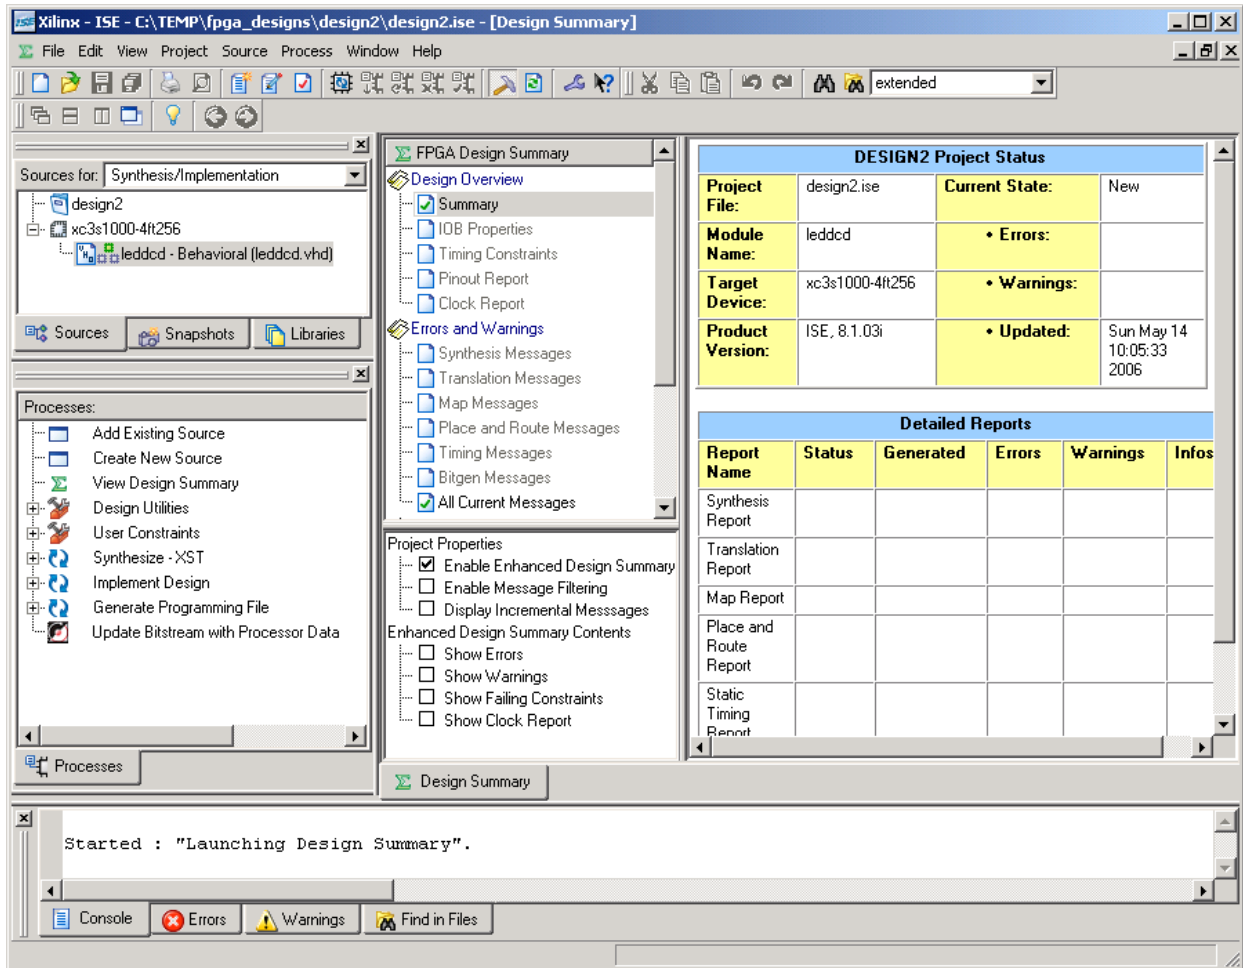 Xilinx - ISE - C:\TEMP\fpga_designs\design2\design2.ise - [Design Summary]
File Edit View Project Source Process Window Help
extended
Sources for: Synthesis/Implementation
design2
xc3s1000-4ft256
leddcd - Behavioral (leddcd.vhd)
Sources Snapshots Libraries
Processes:
Add Existing Source
Create New Source
View Design Summary
Design Utilities
User Constraints
Synthesize - XST
Implement Design
Generate Programming File
Update Bitstream with Processor Data
Processes
FPGA Design Summary
Design Overview
Summary
IOB Properties
Timing Constraints
Pinout Report
Clock Report
Errors and Warnings
Synthesis Messages
Translation Messages
Map Messages
Place and Route Messages
Timing Messages
Bitgen Messages
All Current Messages
Project Properties
Enable Enhanced Design Summary
Enable Message Filtering
Display Incremental Messsages
Enhanced Design Summary Contents
Show Errors
Show Warnings
Show Failing Constraints
Show Clock Report
Design Summary
DESIGN2 Project Status
Project File: design2.ise Current State: New
Module Name: leddcd • Errors:
Target Device: xc3s1000-4ft256 • Warnings:
Product Version: ISE, 8.1.03i • Updated: Sun May 14 10:05:33 2006
Detailed Reports
Report Name Status Generated Errors Warnings Infos
Synthesis Report
Translation Report
Map Report
Place and Route Report
Static Timing Report
Started : "Launching Design Summary".
Console Errors Warnings Find in Files